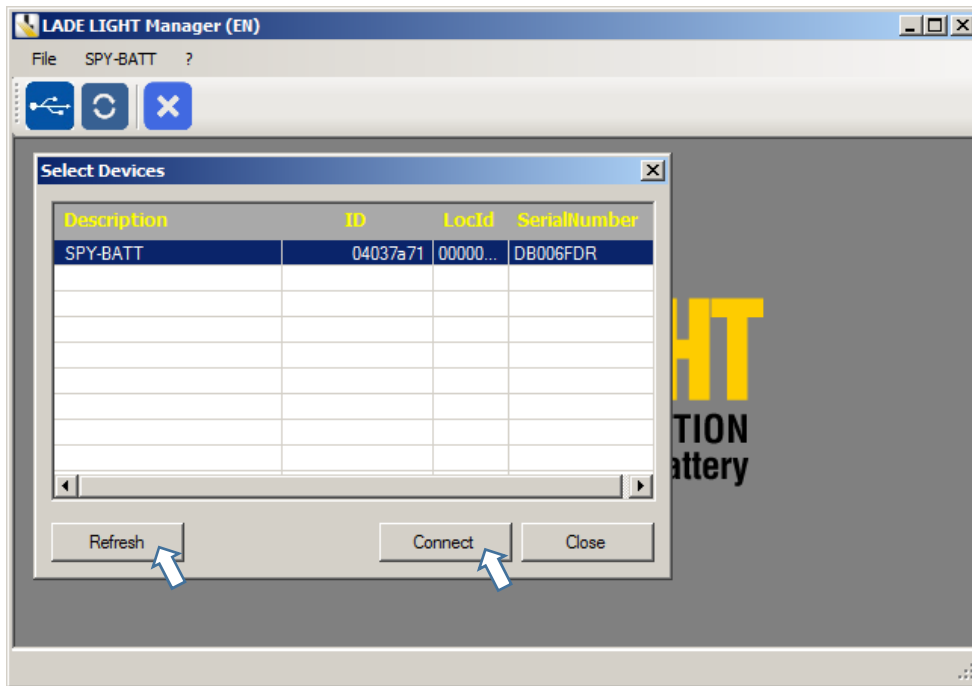 LADE LIGHT Manager (EN)
File SPY-BATT ?
Select Devices
Description ID LocId SerialNumber
SPY-BATT 04037a71 00000... DB006FDR
HT
TION
attery
Refresh Connect Close